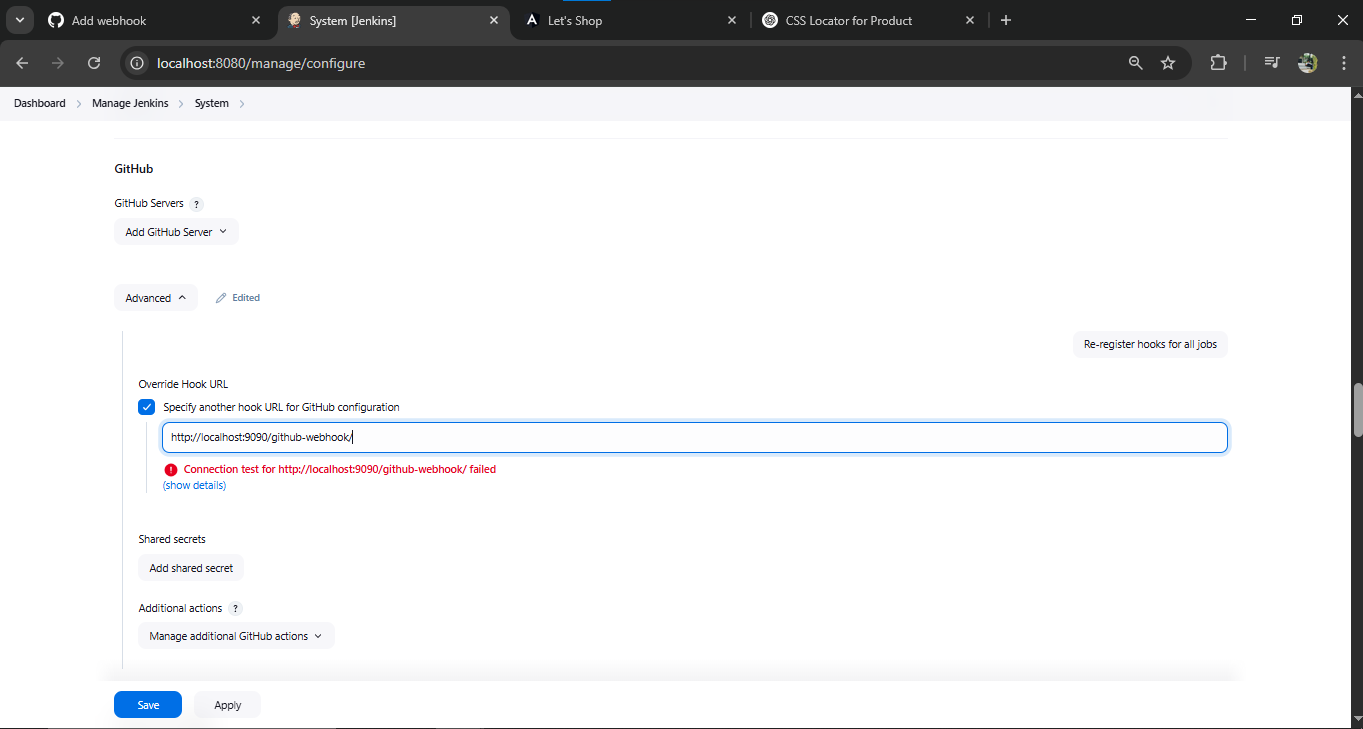 Add webhook
System [Jenkins]
Let's Shop
CSS Locator for Product
localhost:8080/manage/configure
Dashboard
Manage Jenkins
System
GitHub
GitHub Servers ?
Add GitHub Server
Advanced
Edited
Re-register hooks for all jobs
Override Hook URL
Specify another hook URL for GitHub configuration
http://localhost:9090/github-webhook/
Connection test for http://localhost:9090/github-webhook/ failed
(show details)
Shared secrets
Add shared secret
Additional actions ?
Manage additional GitHub actions
Save
Apply